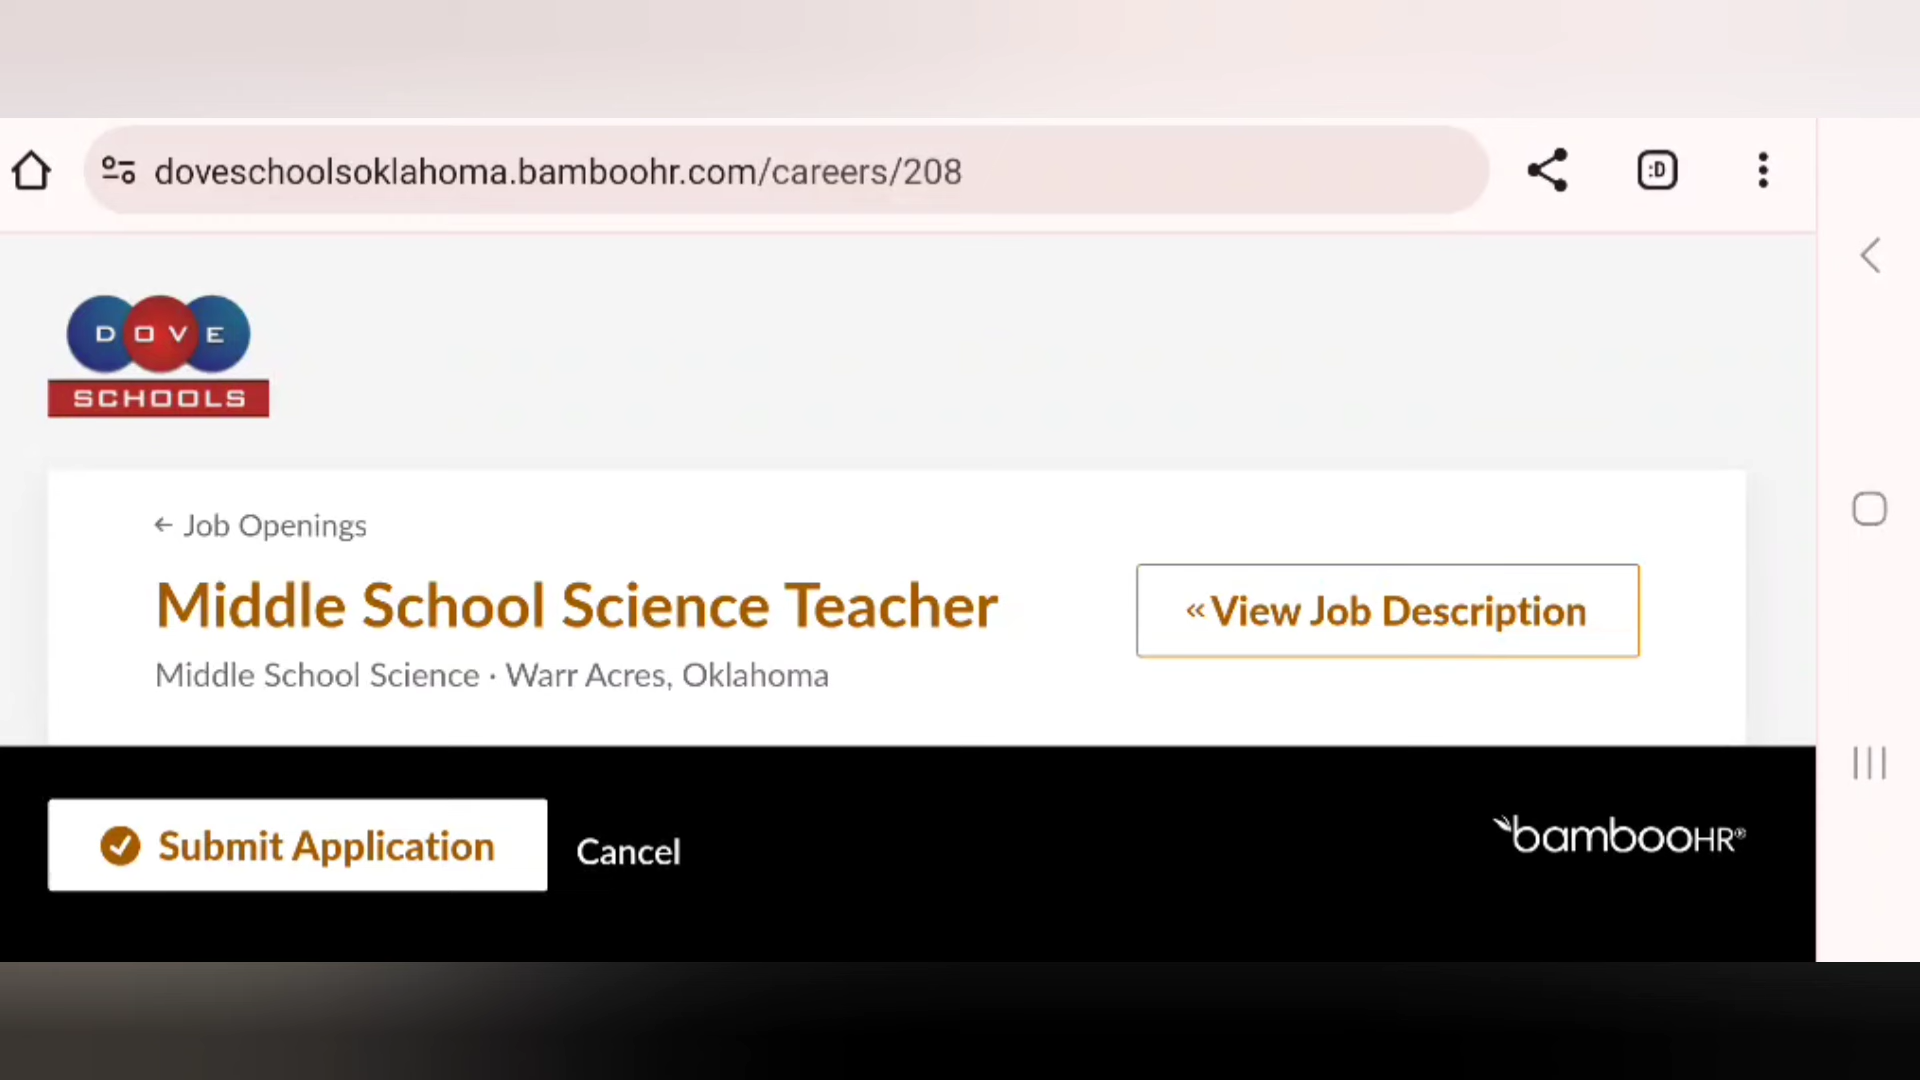 doveschoolsoklahoma.bamboohr.com/careers/208
:D
DOVE
SCHOOLS
← Job Openings
Middle School Science Teacher
«View Job Description
Middle School Science · Warr Acres, Oklahoma
Submit Application
Cancel
bambooHR®